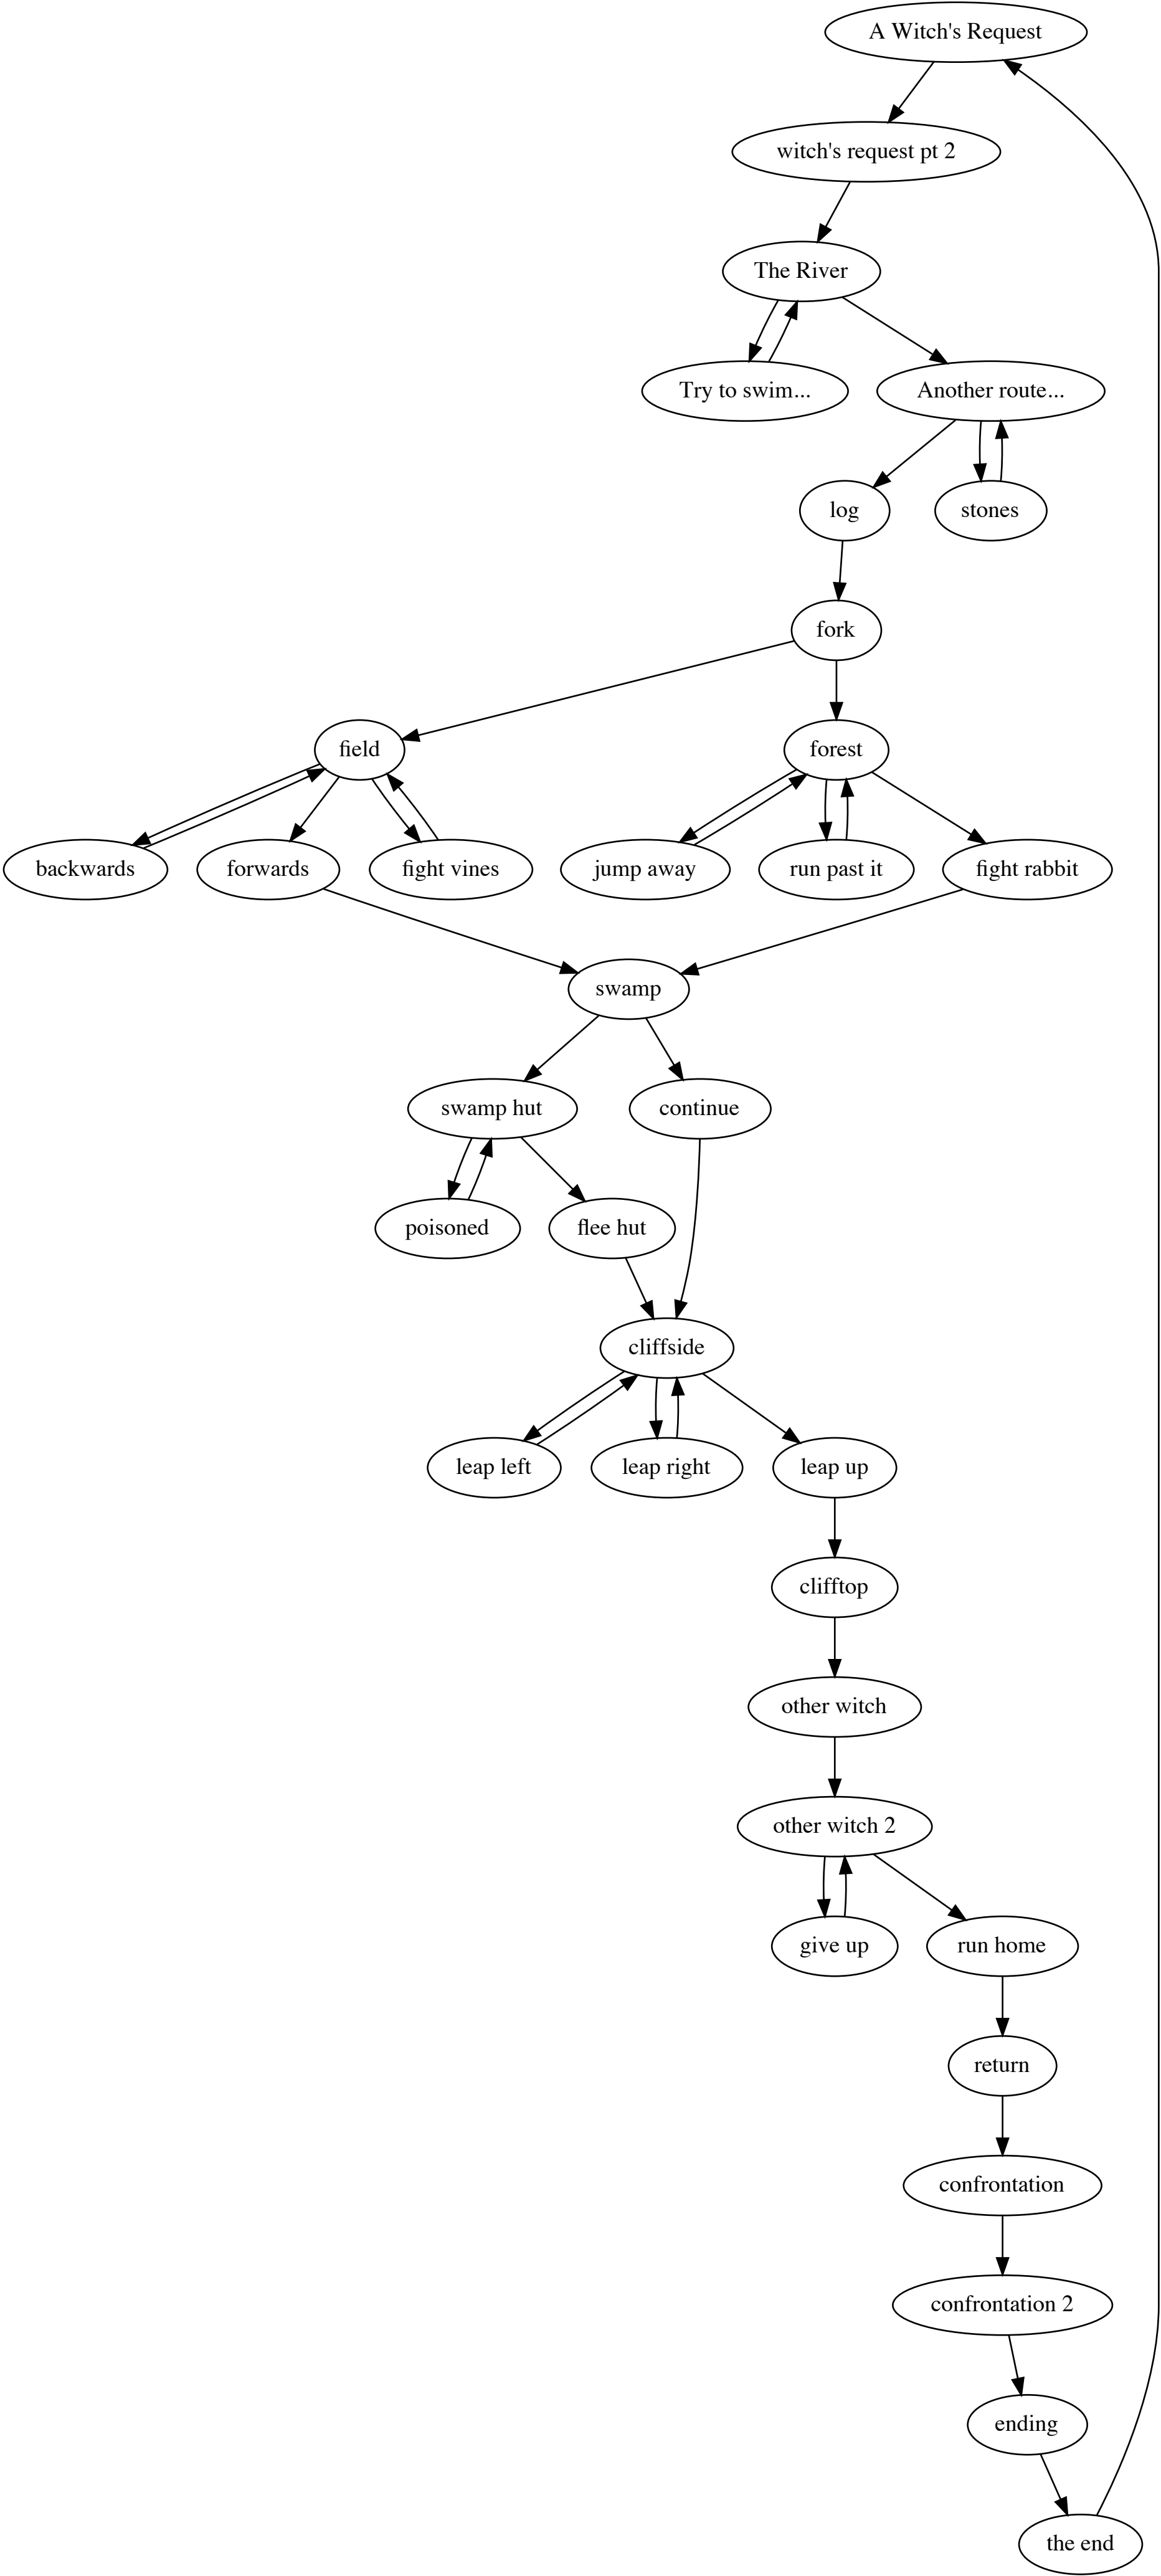 A Witch's Request
witch's request pt 2
The River
Try to swim...
Another route...
log
stones
fork
field
forest
backwards
forwards
fight vines
jump away
run past it
fight rabbit
swamp
swamp hut
continue
poisoned
flee hut
cliffside
leap left
leap right
leap up
clifftop
other witch
other witch 2
give up
run home
return
confrontation
confrontation 2
ending
the end